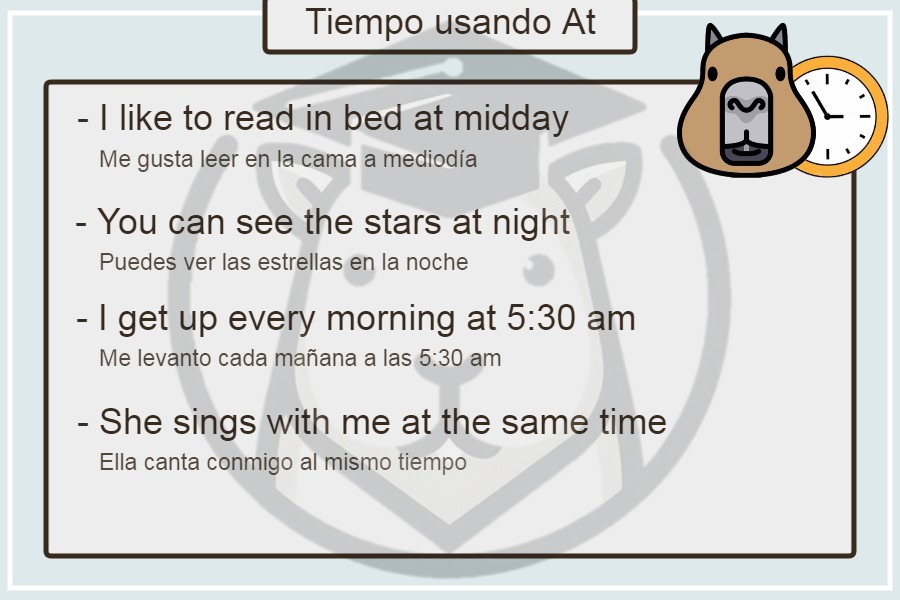 Tiempo usando At
- I like to read in bed at midday
Me gusta leer en la cama a mediodía
- You can see the stars at night
Puedes ver las estrellas en la noche
- I get up every morning at 5:30 am
Me levanto cada mañana a las 5:30 am
- She sings with me at the same time
Ella canta conmigo al mismo tiempo